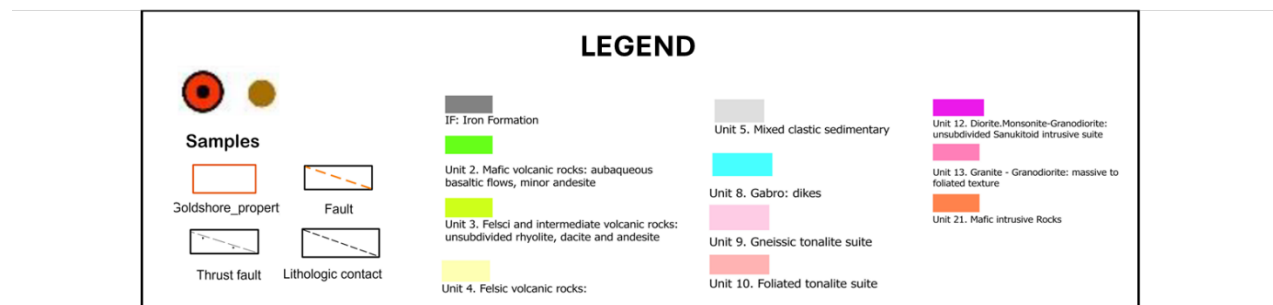 LEGEND
Samples
Goldshore_propert
Fault
Thrust fault
Lithologic contact
IF: Iron Formation
Unit 2. Mafic volcanic rocks: aubaqueous
basaltic flows, minor andesite
Unit 3. Felsci and intermediate volcanic rocks:
unsubdivided rhyolite, dacite and andesite
Unit 4. Felsic volcanic rocks:
Unit 5. Mixed clastic sedimentary
Unit 8. Gabro: dikes
Unit 9. Gneissic tonalite suite
Unit 10. Foliated tonalite suite
Unit 12. Diorite.Monsonite-Granodiorite:
unsubdivided Sanukitoid intrusive suite
Unit 13. Granite - Granodiorite: massive to
foliated texture
Unit 21. Mafic intrusive Rocks